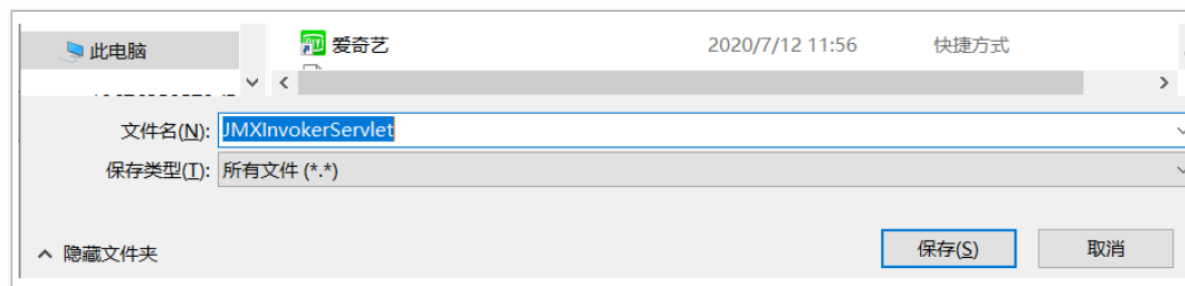 此电脑
爱奇艺 2020/7/12 11:56 快捷方式
文件名(N): JMXInvokerServlet
保存类型(T): 所有文件 (*.*)
隐藏文件夹
保存(S) 取消